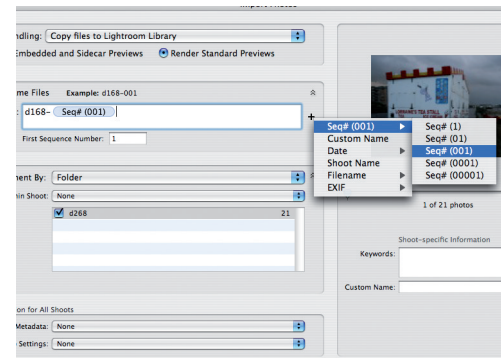 Import Photos
ndling: Copy files to Lightroom Library
Embedded and Sidecar Previews Render Standard Previews
me Files Example: d168-001
: d168- Seq# (001)
+
First Sequence Number: 1
Seq# (001)
Custom Name
Date
Shoot Name
Filename
EXIF
Seq# (1)
Seq# (01)
Seq# (001)
Seq# (0001)
Seq# (00001)
ment By: Folder
in Shoot: None
d268 21
1 of 21 photos
Shoot-specific Information
Keywords:
Custom Name:
on for All Shoots
Metadata: None
Settings: None